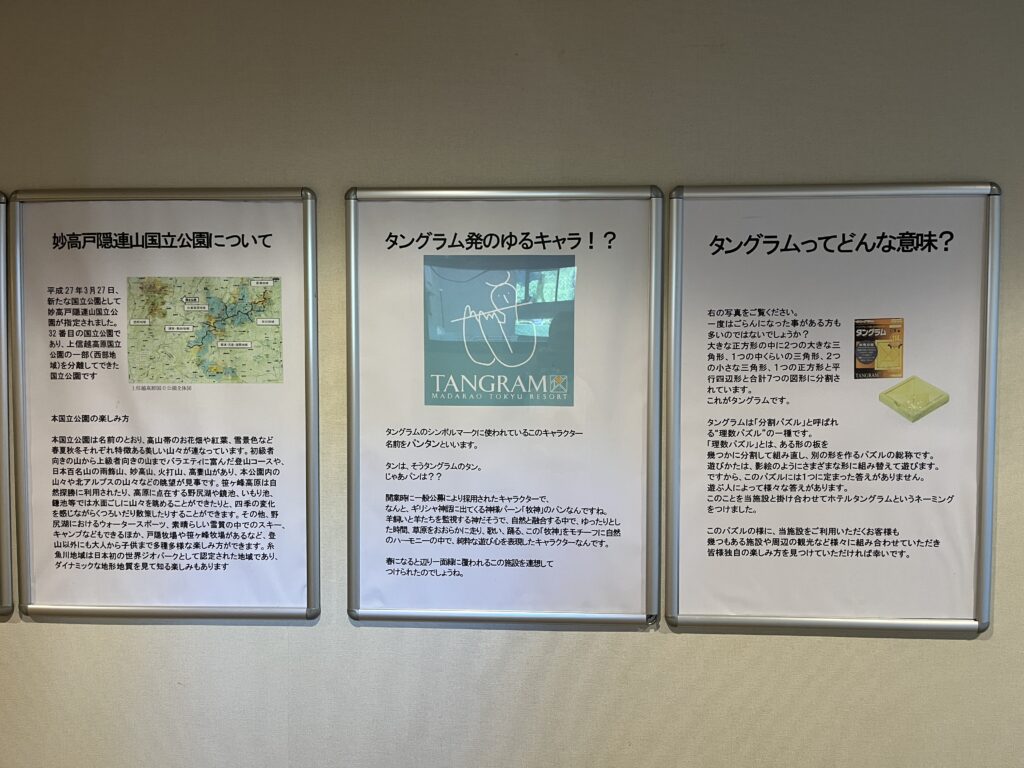 妙高戸隠連山国立公園について
平成27年3月27日、
新たな国立公園として
妙高戸隠連山国立公
園が指定されました。
32番目の国立公園で
あり、上信越高原国立
公園の一部(西部地
域)を分離してできた
国立公園です
上信越高原国立公園全体図
本国立公園の楽しみ方
本国立公園は名前のとおり、高山帯のお花畑や紅葉、雪景色など
春夏秋冬それぞれ特徴ある美しい山々が連なっています。初級者
向きの山から上級者向きの山までバラエティに富んだ登山コースや、
日本百名山の雨飾山、妙高山、火打山、高妻山があり、本公園内の
山々や北アルプスの山々などの眺望が見事です。笹ヶ峰高原は自
然探勝に利用されたり、高原に点在する野尻湖や鏡池、いもり池、
鎌池等では水面ごしに山々を眺めることができたりと、四季の変化
を感じながらくつろいだり散策したりすることができます。その他、野
尻湖におけるウォータースポーツ、素晴らしい雪質の中でのスキー、
キャンプなどもできるほか、戸隠牧場や笹ヶ峰牧場があるなど、登
山以外にも大人から子供まで多種多様な楽しみ方ができます。糸
魚川地域は日本初の世界ジオパークとして認定された地域であり、
ダイナミックな地形地質を見て知る楽しみもあります
タングラム発のゆるキャラ！？
TANGRAM
MADARAO TOKYU RESORT
タングラムのシンボルマークに使われているこのキャラクター
名前をパンタンといいます。
タンは、そうタングラムのタン。
じゃあパンは？？
開業時に一般公募により採用されたキャラクターで、
なんと、ギリシャ神話に出てくる神様パーン「牧神」のパンなんですね。
羊飼いと羊たちを監視する神だそうで、自然と融合する中で、ゆったりとし
た時間、草原をおおらかに走り、歌い、踊る、この「牧神」をモチーフに自然
のハーモニーの中で、純粋な遊び心を表現したキャラクターなんです。
春になると辺り一面緑に覆われるこの施設を連想して
つけられたのでしょうね。
タングラムってどんな意味？
右の写真をご覧ください。
一度はごらんになった事がある方も
多いのではないでしょうか？
大きな正方形の中に2つの大きな三
角形、1つの中くらいの三角形、2つ
の小さな三角形、1つの正方形と平
行四辺形と合計7つの図形に分割さ
れています。
これがタングラムです。
タングラム
TANGRAM
タングラムは「分割パズル」と呼ばれ
る"理数パズル"の一種です。
「理数パズル」とは、ある形の板を
幾つかに分割して組み直し、別の形を作るパズルの総称です。
遊びかたは、影絵のようにさまざまな形に組み替えて遊びます。
ですから、このパズルには1つに定まった答えがありません。
遊ぶ人によって様々な答えがあります。
このことを当施設と掛け合わせてホテルタングラムというネーミング
をつけました。
このパズルの様に、当施設をご利用いただくお客様も
幾つもある施設や周辺の観光など様々に組み合わせていただき
皆様独自の楽しみ方を見つけていただければ幸いです。